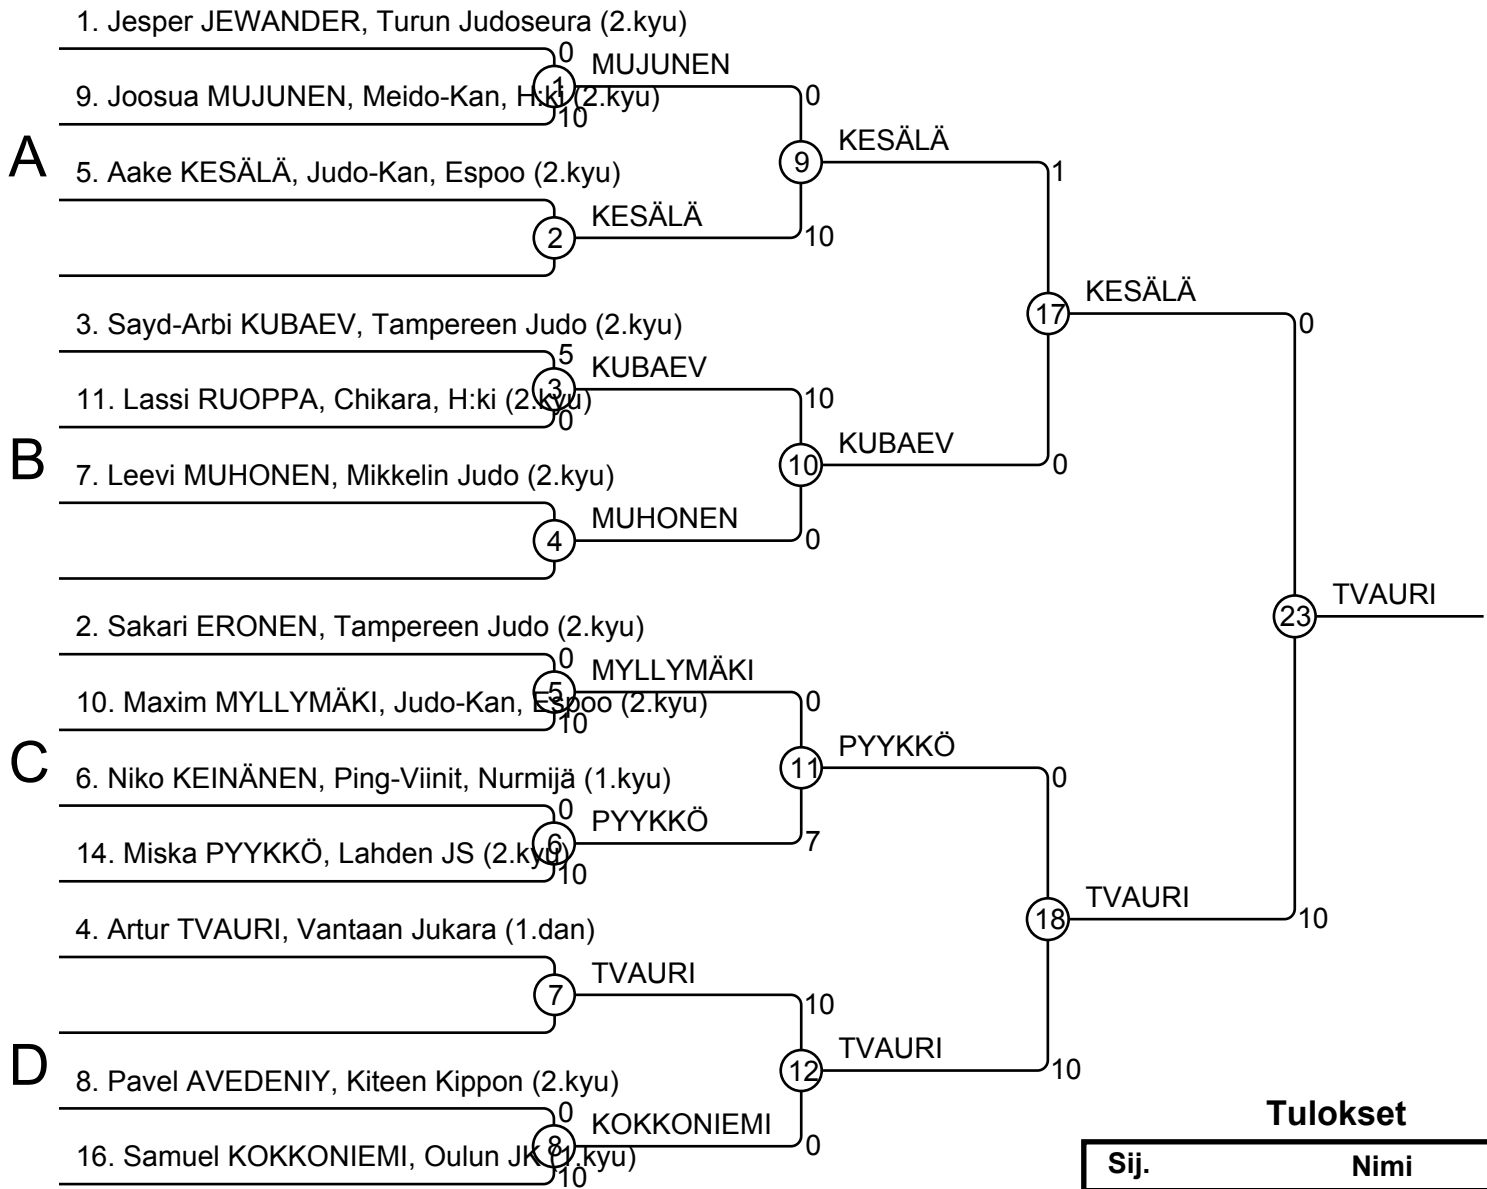 1. Jesper JEWANDER, Turun Judoseura (2.kyu)
0
MUJUNEN
1
9. Joosua MUJUNEN, Meido-Kan, H:ki (2.kyu)
0
10
A
KESÄLÄ
9
5. Aake KESÄLÄ, Judo-Kan, Espoo (2.kyu)
1
KESÄLÄ
2
10
KESÄLÄ
17
0
3. Sayd-Arbi KUBAEV, Tampereen Judo (2.kyu)
5
KUBAEV
3
11. Lassi RUOPPA, Chikara, H:ki (2.kyu)
10
0
B
KUBAEV
10
0
7. Leevi MUHONEN, Mikkelin Judo (2.kyu)
MUHONEN
4
0
TVAURI
23
2. Sakari ERONEN, Tampereen Judo (2.kyu)
0
MYLLYMÄKI
5
10. Maxim MYLLYMÄKI, Judo-Kan, Espoo (2.kyu)
0
10
C
PYYKKÖ
11
6. Niko KEINÄNEN, Ping-Viinit, Nurmijä (1.kyu)
0
0
PYYKKÖ
6
7
14. Miska PYYKKÖ, Lahden JS (2.kyu)
10
TVAURI
18
10
4. Artur TVAURI, Vantaan Jukara (1.dan)
TVAURI
7
10
D
TVAURI
12
10
8. Pavel AVEDENIY, Kiteen Kippon (2.kyu)
0
KOKKONIEMI
8
0
16. Samuel KOKKONIEMI, Oulun JK (1.kyu)
10
Tulokset
Sij. Nimi